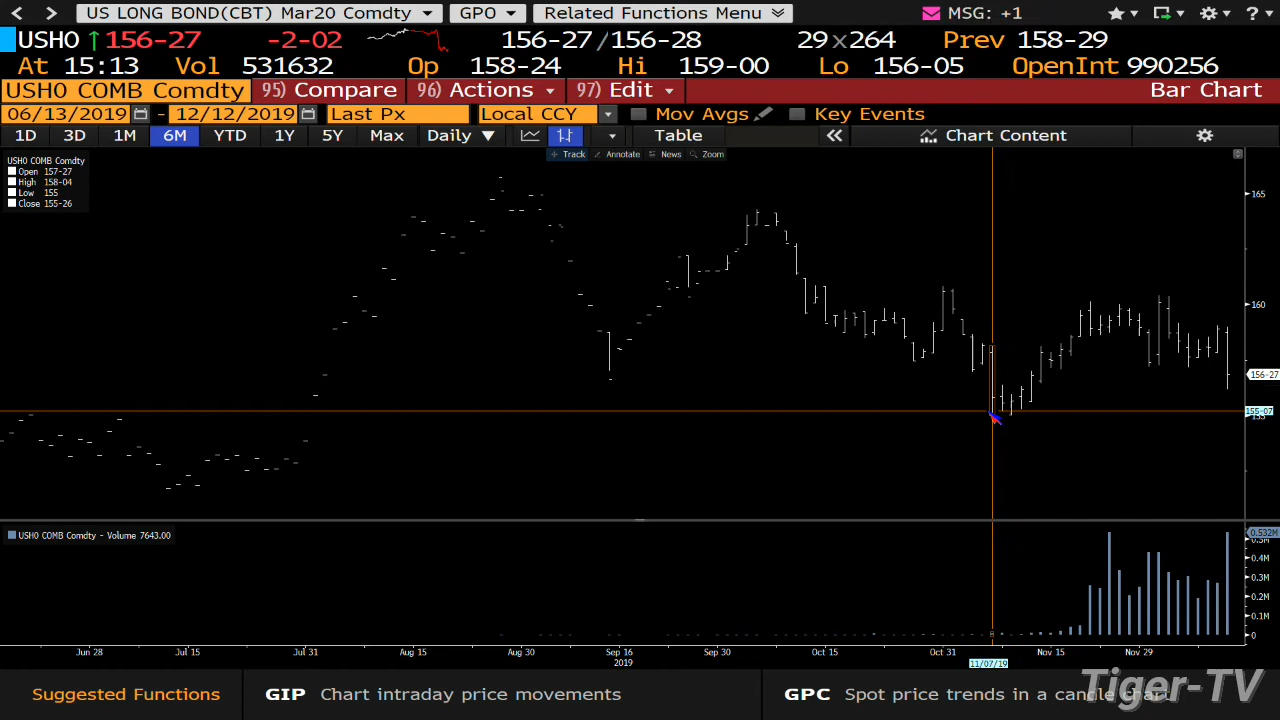 US LONG BOND(CBT) Mar20 Comdty GPO Related Functions Menu MSG: +1 ?
USH0 ↑156-27 -2-02 156-27/156-28 29x264 Prev 158-29
At 15:13 Vol 531632 Op 158-24 Hi 159-00 Lo 156-05 OpenInt 990256
USH0 COMB Comdty 95) Compare 96) Actions 97) Edit Bar Chart
06/13/2019 - 12/12/2019 Last Px Local CCY Mov Avgs Key Events
1D 3D 1M 6M YTD 1Y 5Y Max Daily ▼ Table « Chart Content
Track Annotate News Zoom
USH0 COMB Comdty
Open 157-27
High 158-04
Low 155
Close 155-26
165
160
156-27
155-07
155
USH0 COMB Comdty - Volume 7643.00
0.532M
0.5M
0.4M
0.3M
0.2M
0.1M
0
Jun 28 Jul 15 Jul 31 Aug 15 Aug 30 Sep 16 Sep 30 Oct 15 Oct 31 Nov 15 Nov 29
2019 11/07/19
Suggested Functions GIP Chart intraday price movements GPC Spot price trends in a candle chart
Tiger-TV